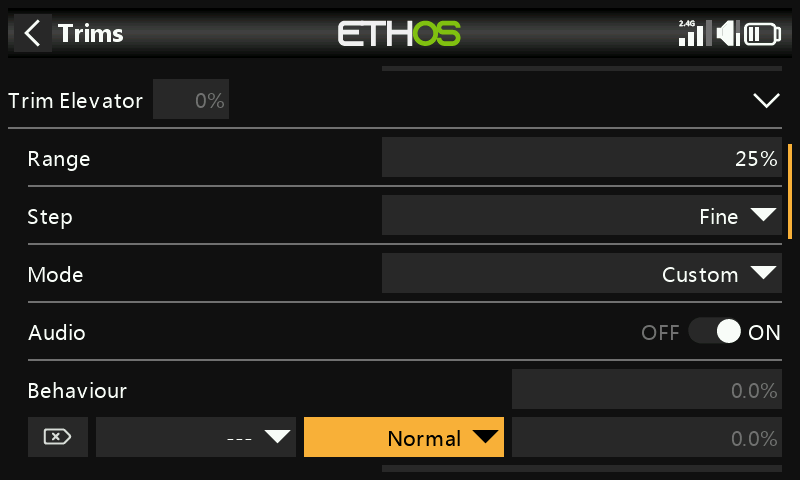 Trims ETHOS 2.4G
Trim Elevator 0%
Range 25%
Step Fine
Mode Custom
Audio OFF ON
Behaviour 0.0%
--- Normal 0.0%